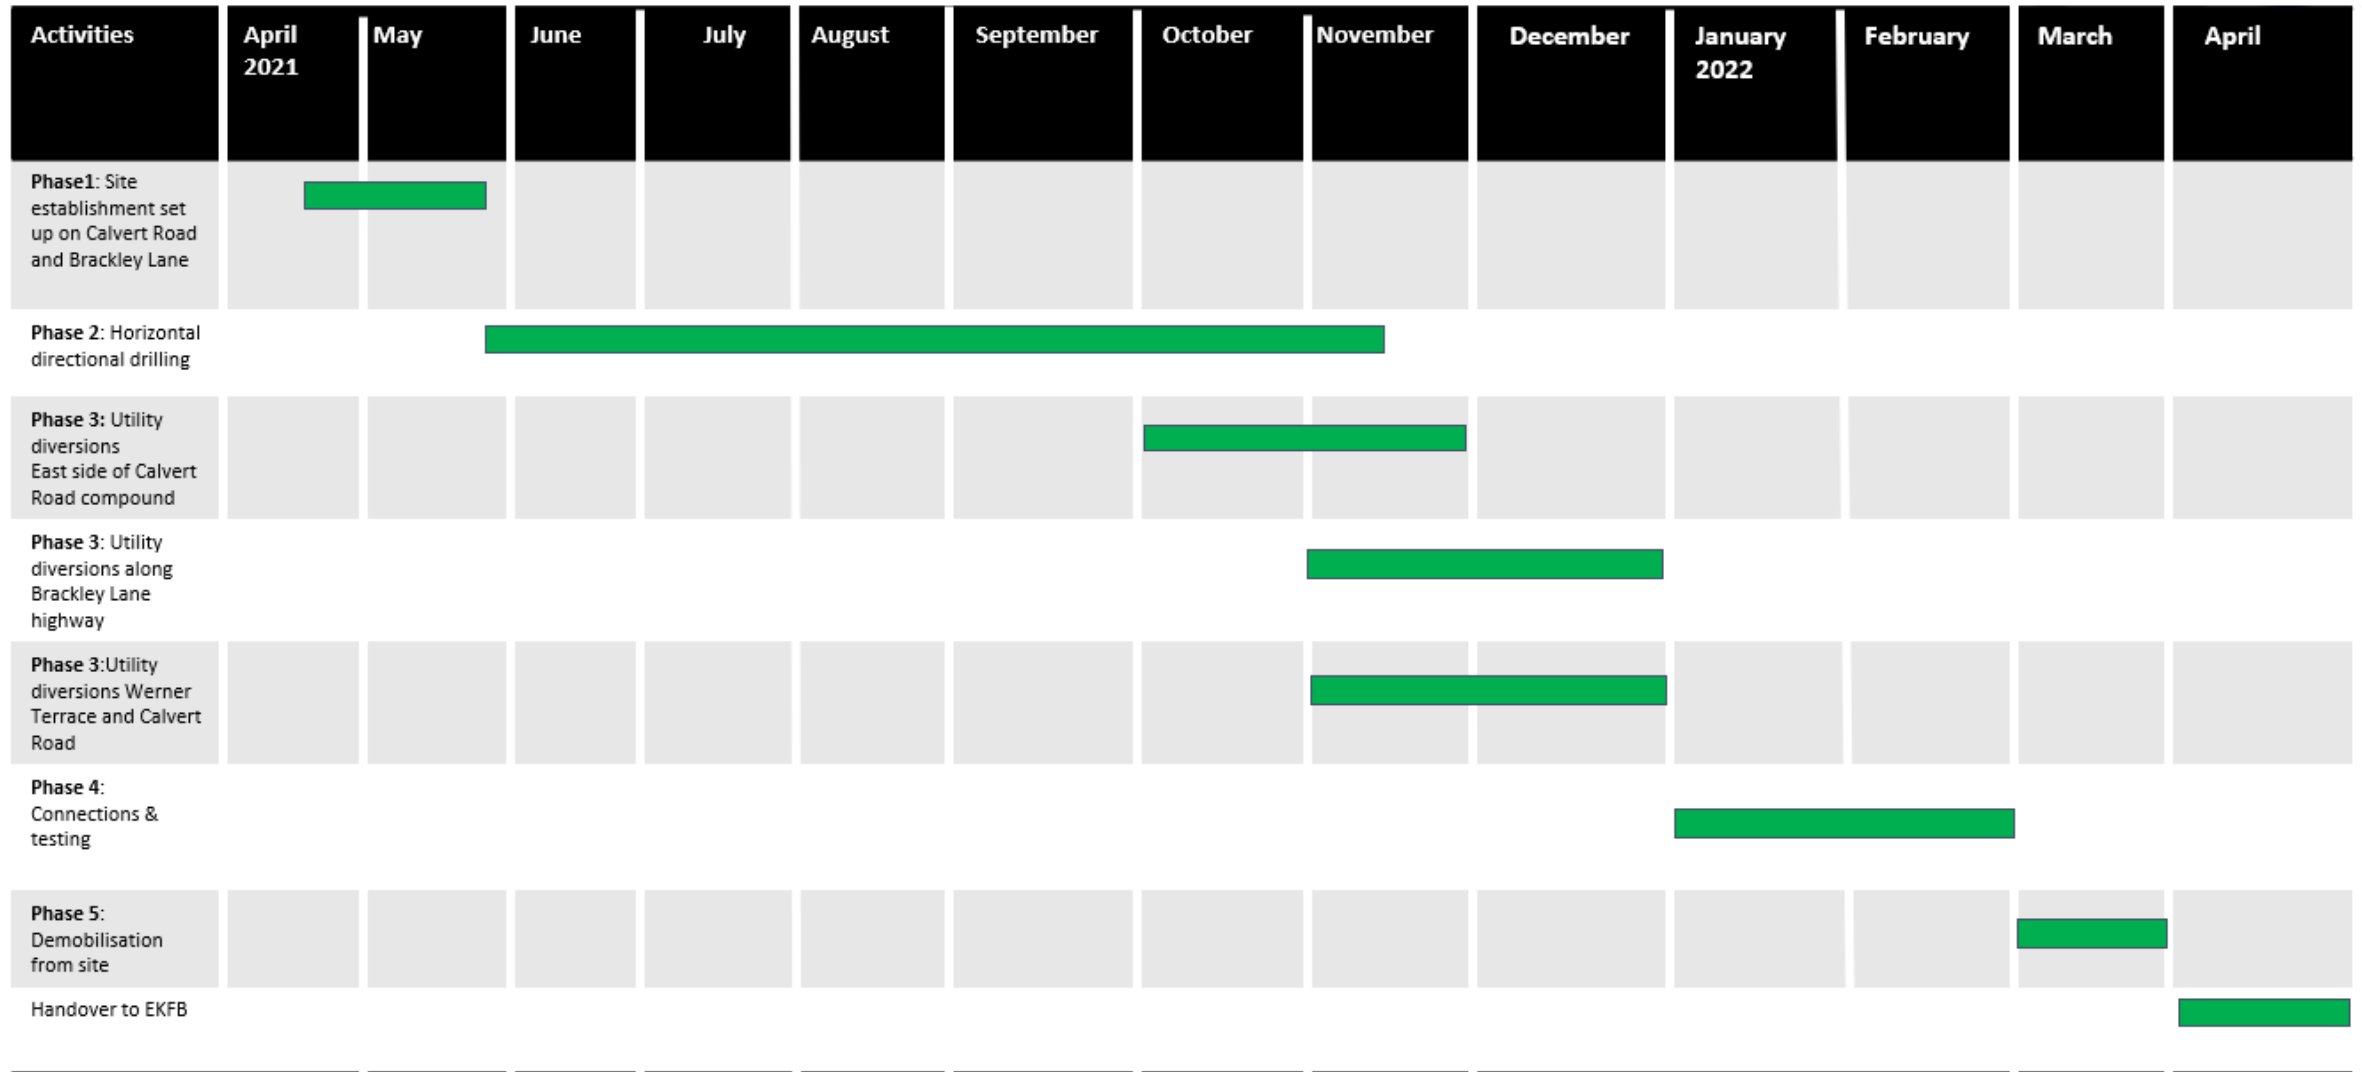 Activities April May June July August September October November December January February March April
2021 2022
Phase1: Site
establishment set
up on Calvert Road
and Brackley Lane
Phase 2: Horizontal
directional drilling
Phase 3: Utility
diversions
East side of Calvert
Road compound
Phase 3: Utility
diversions along
Brackley Lane
highway
Phase 3:Utility
diversions Werner
Terrace and Calvert
Road
Phase 4:
Connections &
testing
Phase 5:
Demobilisation
from site
Handover to EKFB